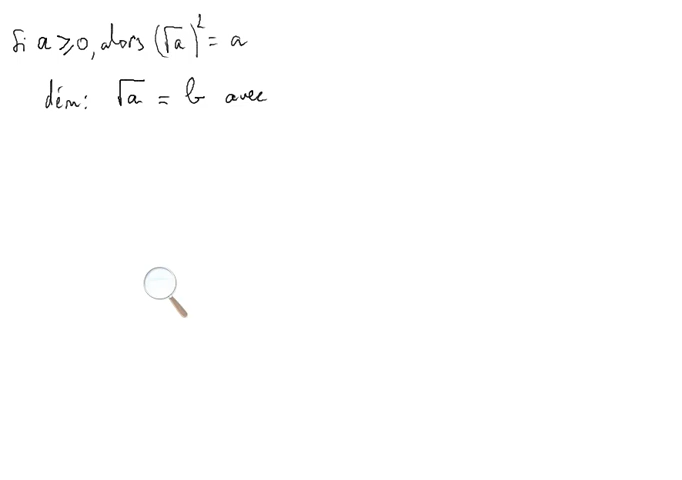 Si a ⩾ 0, alors (√a)² = a
dém: √a = b avec